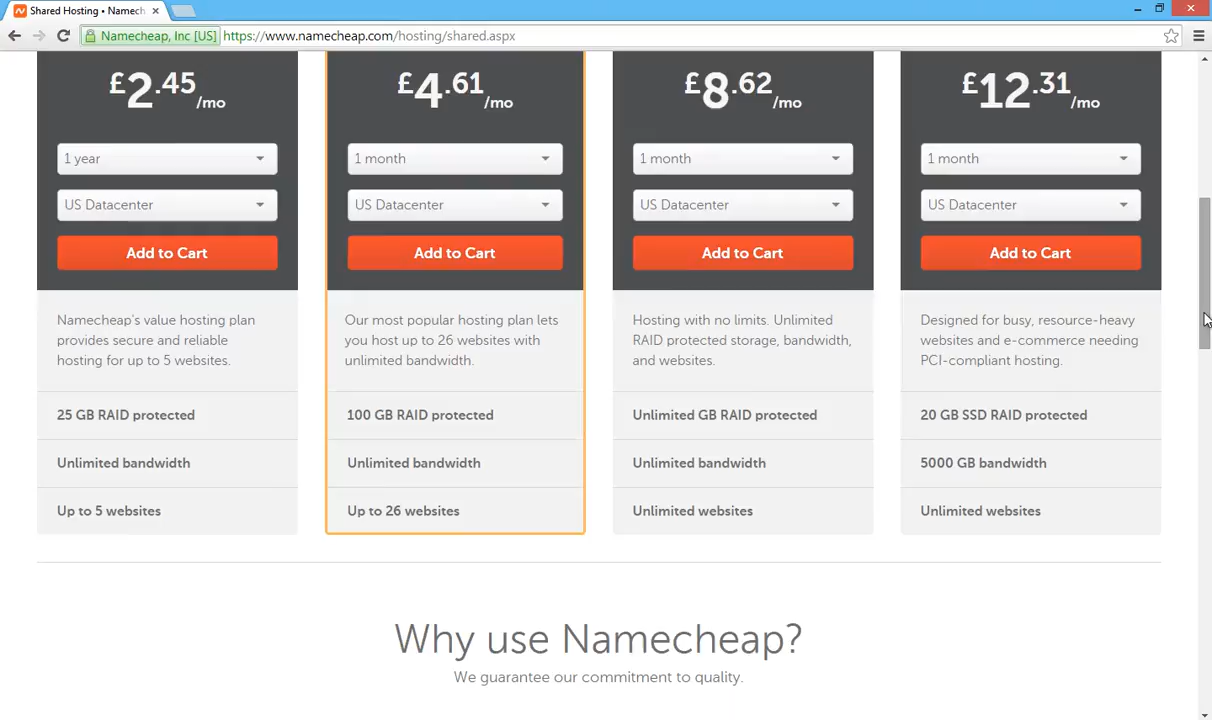 Shared Hosting • Namech
Namecheap, Inc [US] https://www.namecheap.com/hosting/shared.aspx
£2.45/mo
1 year
US Datacenter
Add to Cart
Namecheap's value hosting plan
provides secure and reliable
hosting for up to 5 websites.
25 GB RAID protected
Unlimited bandwidth
Up to 5 websites
£4.61/mo
1 month
US Datacenter
Add to Cart
Our most popular hosting plan lets
you host up to 26 websites with
unlimited bandwidth.
100 GB RAID protected
Unlimited bandwidth
Up to 26 websites
£8.62/mo
1 month
US Datacenter
Add to Cart
Hosting with no limits. Unlimited
RAID protected storage, bandwidth,
and websites.
Unlimited GB RAID protected
Unlimited bandwidth
Unlimited websites
£12.31/mo
1 month
US Datacenter
Add to Cart
Designed for busy, resource-heavy
websites and e-commerce needing
PCI-compliant hosting.
20 GB SSD RAID protected
5000 GB bandwidth
Unlimited websites
Why use Namecheap?
We guarantee our commitment to quality.